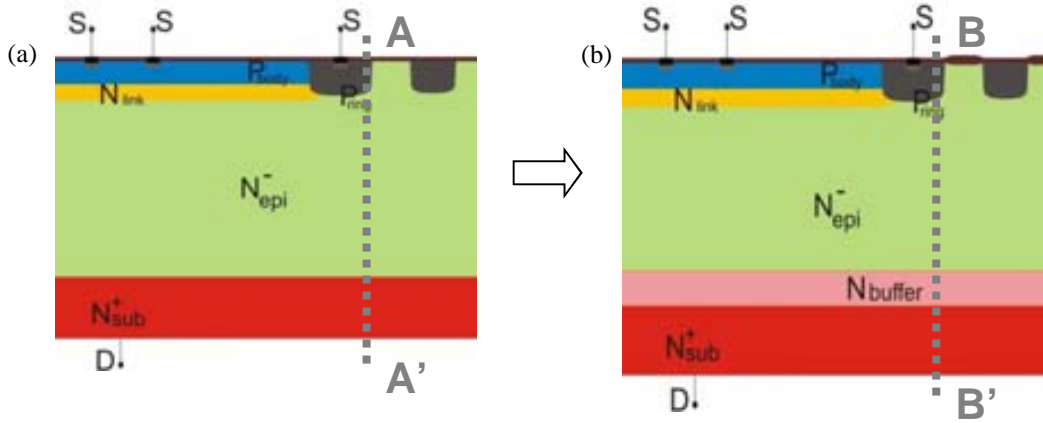 (a)
S S S A
P body
N link
P ring
N⁻epi
N⁺sub
D
A'
(b)
S S S B
P body
N link
P ring
N⁻epi
N buffer
N⁺sub
D
B'